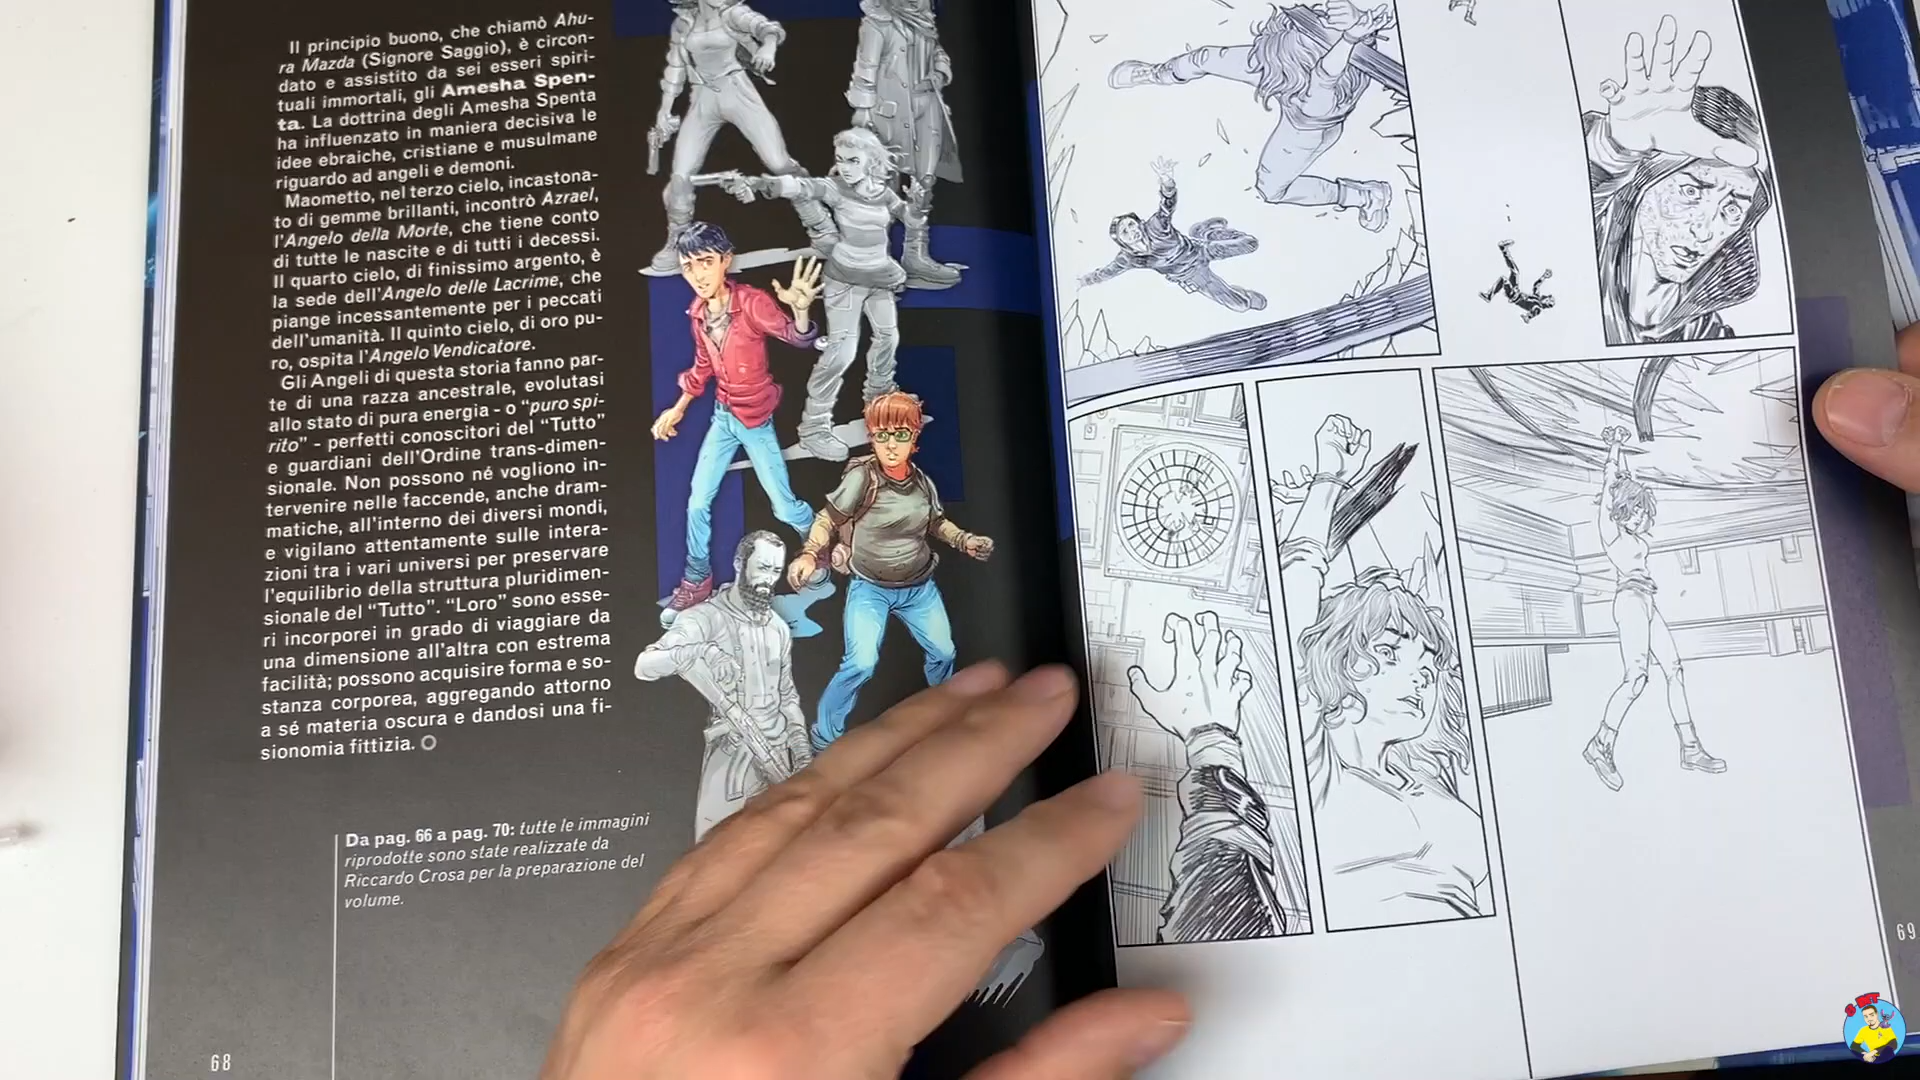 Il principio buono, che chiamò Ahu-
ra Mazda (Signore Saggio), è circon-
dato e assistito da sei esseri spiri-
tuali immortali, gli Amesha Spen-
ta. La dottrina degli Amesha Spenta
ha influenzato in maniera decisiva le
idee ebraiche, cristiane e musulmane
riguardo ad angeli e demoni.
Maometto, nel terzo cielo, incastona-
to di gemme brillanti, incontrò Azrael,
l'Angelo della Morte, che tiene conto
di tutte le nascite e di tutti i decessi.
Il quarto cielo, di finissimo argento, è
la sede dell'Angelo delle Lacrime, che
piange incessantemente per i peccati
dell'umanità. Il quinto cielo, di oro pu-
ro, ospita l'Angelo Vendicatore.
Gli Angeli di questa storia fanno par-
te di una razza ancestrale, evolutasi
allo stato di pura energia - o "puro spi-
rito" - perfetti conoscitori del "Tutto"
e guardiani dell'Ordine trans-dimen-
sionale. Non possono né vogliono in-
tervenire nelle faccende, anche dram-
matiche, all'interno dei diversi mondi,
e vigilano attentamente sulle intera-
zioni tra i vari universi per preservare
l'equilibrio della struttura pluridimen-
sionale del "Tutto". "Loro" sono esse-
ri incorporei in grado di viaggiare da
una dimensione all'altra con estrema
facilità; possono acquisire forma e so-
stanza corporea, aggregando attorno
a sé materia oscura e dandosi una fi-
sionomia fittizia.
Da pag. 66 a pag. 70: tutte le immagini
riprodotte sono state realizzate da
Riccardo Crosa per la preparazione del
volume.
68
69